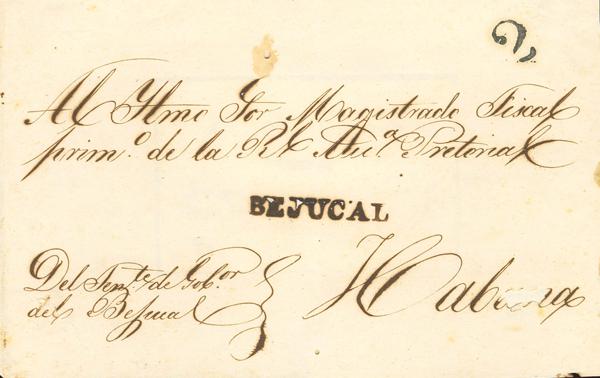 2
Al Ylmo Sor Magistrado Fiscal
prim.o de la Rl Aud.a Pretorial
BEJUCAL
Del Ten.te de Gob.or
del Bejucal
Habana